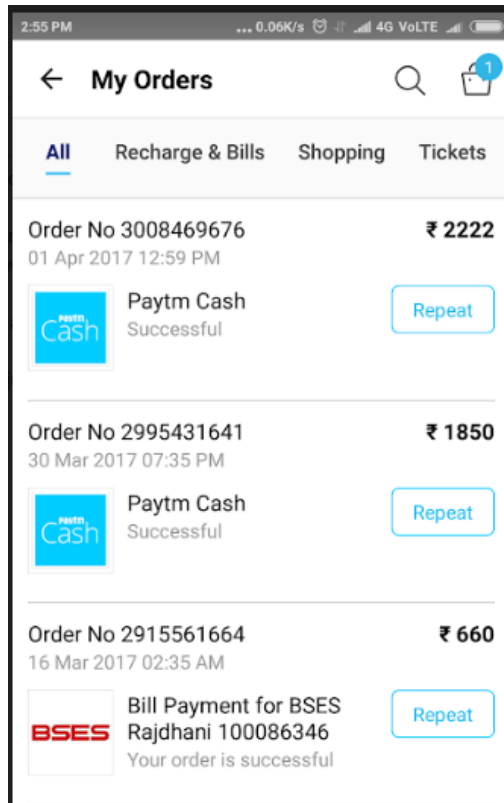 2:55 PM ... 0.06K/s 4G VoLTE
My Orders 1
All Recharge & Bills Shopping Tickets
Order No 3008469676 ₹ 2222
01 Apr 2017 12:59 PM
Paytm Cash Repeat
Successful
paytm
Cash
Order No 2995431641 ₹ 1850
30 Mar 2017 07:35 PM
Paytm Cash Repeat
Successful
paytm
Cash
Order No 2915561664 ₹ 660
16 Mar 2017 02:35 AM
Bill Payment for BSES Repeat
BSES Rajdhani 100086346
Your order is successful